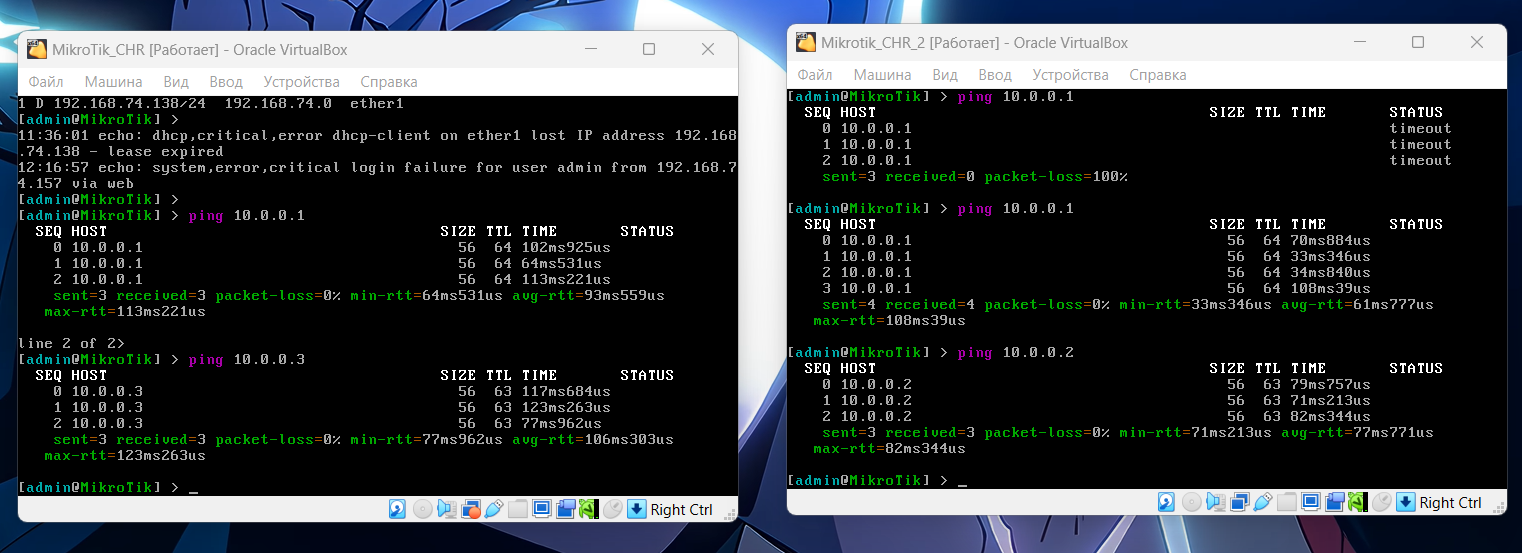 MikroTik_CHR [Работает] - Oracle VirtualBox
Файл Машина Вид Ввод Устройства Справка
1 D 192.168.74.138/24 192.168.74.0 ether1
[admin@MikroTik] >
11:36:01 echo: dhcp,critical,error dhcp-client on ether1 lost IP address 192.168
.74.138 - lease expired
12:16:57 echo: system,error,critical login failure for user admin from 192.168.7
4.157 via web
[admin@MikroTik] >
[admin@MikroTik] > ping 10.0.0.1
SEQ HOST SIZE TTL TIME STATUS
0 10.0.0.1 56 64 102ms925us
1 10.0.0.1 56 64 64ms531us
2 10.0.0.1 56 64 113ms221us
sent=3 received=3 packet-loss=0% min-rtt=64ms531us avg-rtt=93ms559us
max-rtt=113ms221us
line 2 of 2>
[admin@MikroTik] > ping 10.0.0.3
SEQ HOST SIZE TTL TIME STATUS
0 10.0.0.3 56 63 117ms684us
1 10.0.0.3 56 63 123ms263us
2 10.0.0.3 56 63 77ms962us
sent=3 received=3 packet-loss=0% min-rtt=77ms962us avg-rtt=106ms303us
max-rtt=123ms263us
[admin@MikroTik] > _
Right Ctrl
Mikrotik_CHR_2 [Работает] - Oracle VirtualBox
Файл Машина Вид Ввод Устройства Справка
[admin@MikroTik] > ping 10.0.0.1
SEQ HOST SIZE TTL TIME STATUS
0 10.0.0.1 timeout
1 10.0.0.1 timeout
2 10.0.0.1 timeout
sent=3 received=0 packet-loss=100%
[admin@MikroTik] > ping 10.0.0.1
SEQ HOST SIZE TTL TIME STATUS
0 10.0.0.1 56 64 70ms884us
1 10.0.0.1 56 64 33ms346us
2 10.0.0.1 56 64 34ms840us
3 10.0.0.1 56 64 108ms39us
sent=4 received=4 packet-loss=0% min-rtt=33ms346us avg-rtt=61ms777us
max-rtt=108ms39us
[admin@MikroTik] > ping 10.0.0.2
SEQ HOST SIZE TTL TIME STATUS
0 10.0.0.2 56 63 79ms757us
1 10.0.0.2 56 63 71ms213us
2 10.0.0.2 56 63 82ms344us
sent=3 received=3 packet-loss=0% min-rtt=71ms213us avg-rtt=77ms771us
max-rtt=82ms344us
[admin@MikroTik] > _
Right Ctrl